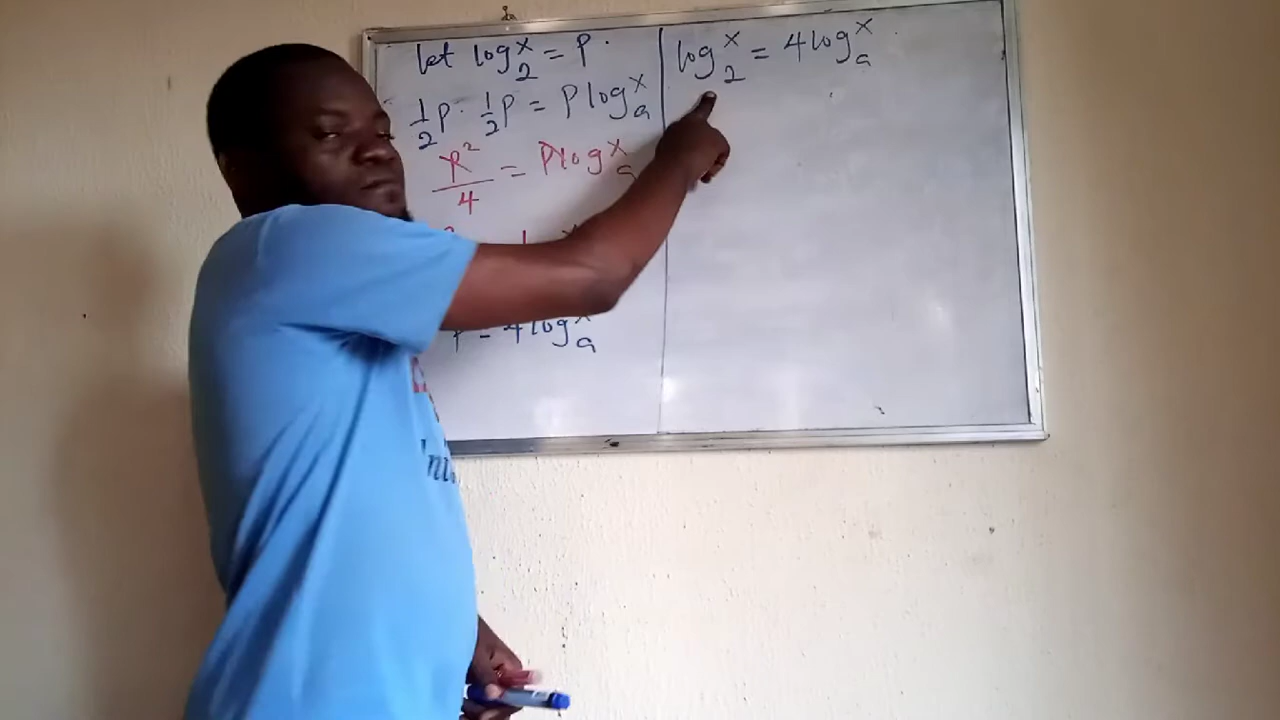 let log₂ˣ = P.
½P · ½P = P logₐˣ
P²/4 = P logₐˣ
P = 4 logₐˣ
log₂ˣ = 4 logₐˣ